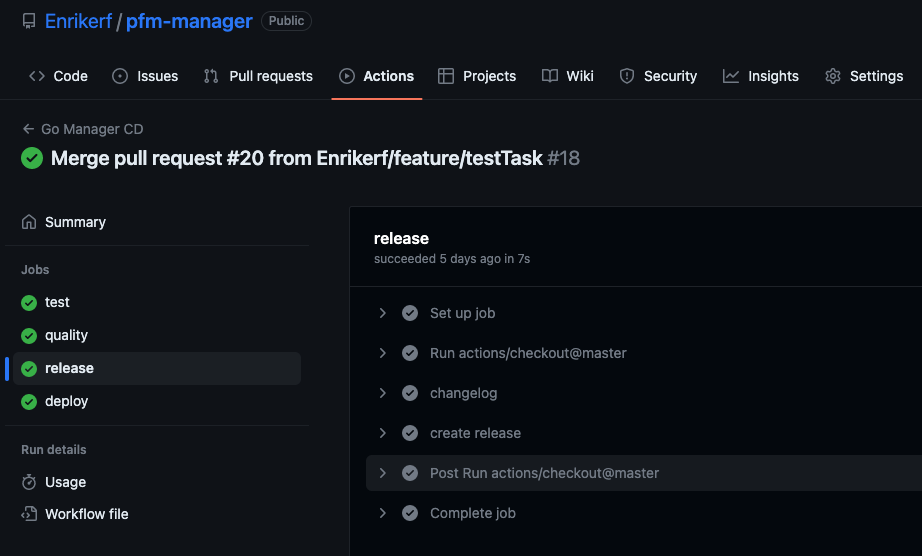 Enrikerf / pfm-manager Public
Code Issues Pull requests Actions Projects Wiki Security Insights Settings
Go Manager CD
Merge pull request #20 from Enrikerf/feature/testTask #18
Summary
Jobs
test
quality
release
deploy
Run details
Usage
Workflow file
release
succeeded 5 days ago in 7s
Set up job
Run actions/checkout@master
changelog
create release
Post Run actions/checkout@master
Complete job